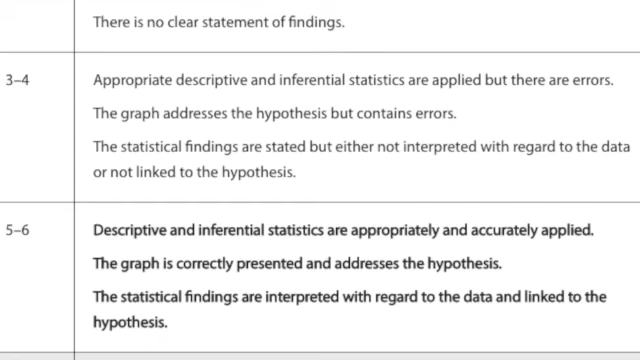 There is no clear statement of findings.
3–4
Appropriate descriptive and inferential statistics are applied but there are errors.
The graph addresses the hypothesis but contains errors.
The statistical findings are stated but either not interpreted with regard to the data
or not linked to the hypothesis.
5–6
Descriptive and inferential statistics are appropriately and accurately applied.
The graph is correctly presented and addresses the hypothesis.
The statistical findings are interpreted with regard to the data and linked to the
hypothesis.